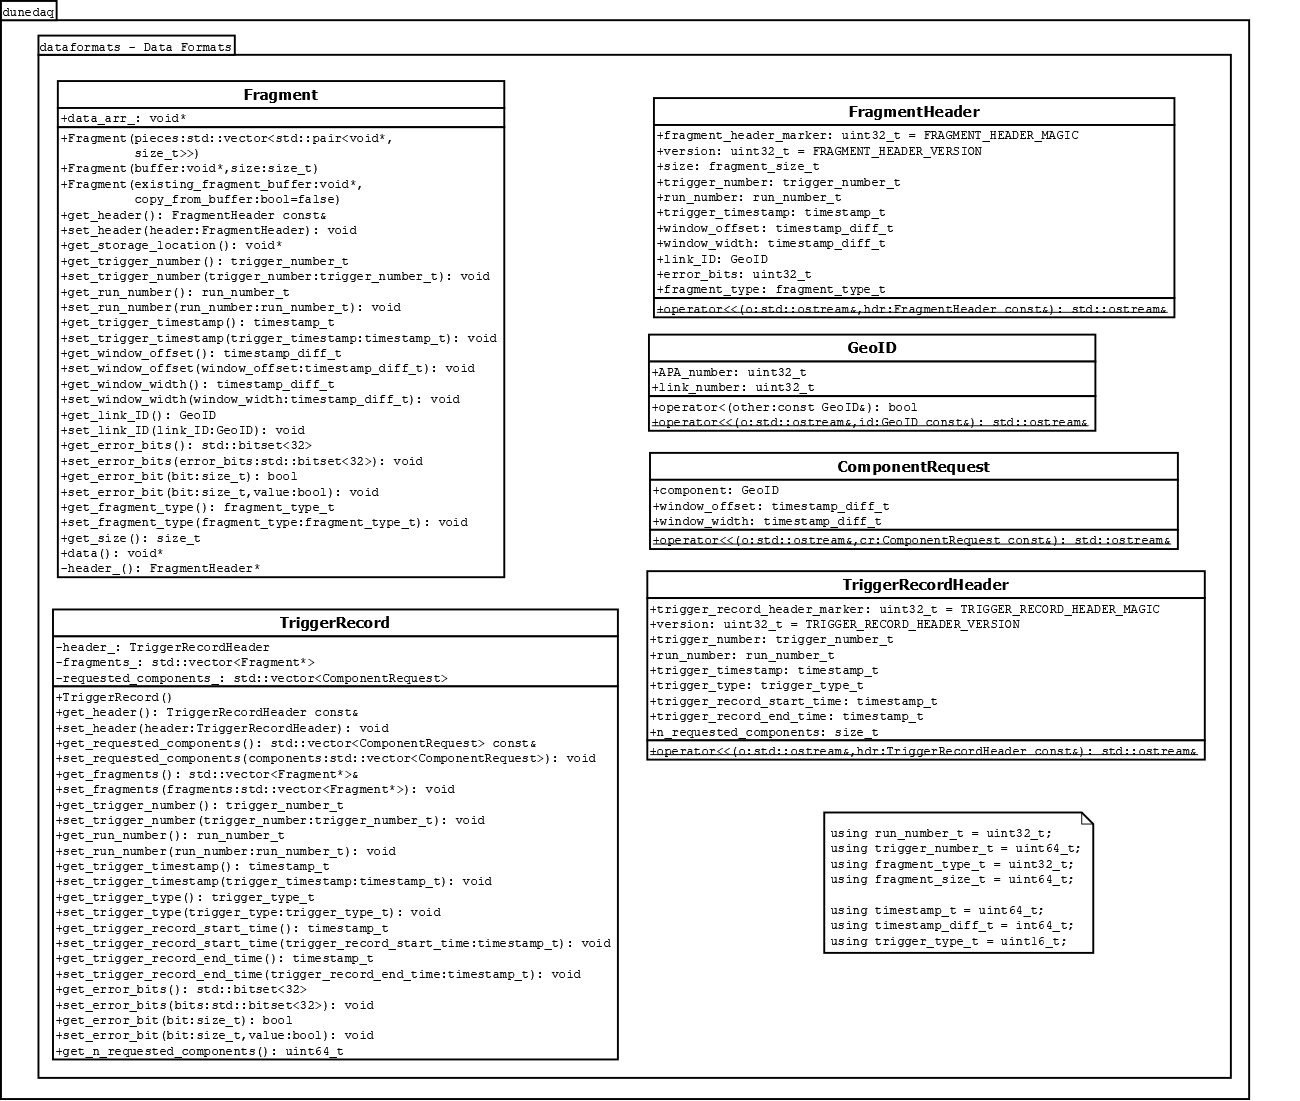 dunedaq
dataformats - Data Formats
Fragment
+data_arr_: void*
+Fragment(pieces:std::vector<std::pair<void*,
size_t>>)
+Fragment(buffer:void*,size:size_t)
+Fragment(existing_fragment_buffer:void*,
copy_from_buffer:bool=false)
+get_header(): FragmentHeader const&
+set_header(header:FragmentHeader): void
+get_storage_location(): void*
+get_trigger_number(): trigger_number_t
+set_trigger_number(trigger_number:trigger_number_t): void
+get_run_number(): run_number_t
+set_run_number(run_number:run_number_t): void
+get_trigger_timestamp(): timestamp_t
+set_trigger_timestamp(trigger_timestamp:timestamp_t): void
+get_window_offset(): timestamp_diff_t
+set_window_offset(window_offset:timestamp_diff_t): void
+get_window_width(): timestamp_diff_t
+set_window_width(window_width:timestamp_diff_t): void
+get_link_ID(): GeoID
+set_link_ID(link_ID:GeoID): void
+get_error_bits(): std::bitset<32>
+set_error_bits(error_bits:std::bitset<32>): void
+get_error_bit(bit:size_t): bool
+set_error_bit(bit:size_t,value:bool): void
+get_fragment_type(): fragment_type_t
+set_fragment_type(fragment_type:fragment_type_t): void
+get_size(): size_t
+data(): void*
-header_(): FragmentHeader*
TriggerRecord
-header_: TriggerRecordHeader
-fragments_: std::vector<Fragment*>
-requested_components_: std::vector<ComponentRequest>
+TriggerRecord()
+get_header(): TriggerRecordHeader const&
+set_header(header:TriggerRecordHeader): void
+get_requested_components(): std::vector<ComponentRequest> const&
+set_requested_components(components:std::vector<ComponentRequest>): void
+get_fragments(): std::vector<Fragment*>&
+set_fragments(fragments:std::vector<Fragment*>): void
+get_trigger_number(): trigger_number_t
+set_trigger_number(trigger_number:trigger_number_t): void
+get_run_number(): run_number_t
+set_run_number(run_number:run_number_t): void
+get_trigger_timestamp(): timestamp_t
+set_trigger_timestamp(trigger_timestamp:timestamp_t): void
+get_trigger_type(): trigger_type_t
+set_trigger_type(trigger_type:trigger_type_t): void
+get_trigger_record_start_time(): timestamp_t
+set_trigger_record_start_time(trigger_record_start_time:timestamp_t): void
+get_trigger_record_end_time(): timestamp_t
+set_trigger_record_end_time(trigger_record_end_time:timestamp_t): void
+get_error_bits(): std::bitset<32>
+set_error_bits(bits:std::bitset<32>): void
+get_error_bit(bit:size_t): bool
+set_error_bit(bit:size_t,value:bool): void
+get_n_requested_components(): uint64_t
FragmentHeader
+fragment_header_marker: uint32_t = FRAGMENT_HEADER_MAGIC
+version: uint32_t = FRAGMENT_HEADER_VERSION
+size: fragment_size_t
+trigger_number: trigger_number_t
+run_number: run_number_t
+trigger_timestamp: timestamp_t
+window_offset: timestamp_diff_t
+window_width: timestamp_diff_t
+link_ID: GeoID
+error_bits: uint32_t
+fragment_type: fragment_type_t
+operator<<(o:std::ostream&,hdr:FragmentHeader const&): std::ostream&
GeoID
+APA_number: uint32_t
+link_number: uint32_t
+operator<(other:const GeoID&): bool
+operator<<(o:std::ostream&,id:GeoID const&): std::ostream&
ComponentRequest
+component: GeoID
+window_offset: timestamp_diff_t
+window_width: timestamp_diff_t
+operator<<(o:std::ostream&,cr:ComponentRequest const&): std::ostream&
TriggerRecordHeader
+trigger_record_header_marker: uint32_t = TRIGGER_RECORD_HEADER_MAGIC
+version: uint32_t = TRIGGER_RECORD_HEADER_VERSION
+trigger_number: trigger_number_t
+run_number: run_number_t
+trigger_timestamp: timestamp_t
+trigger_type: trigger_type_t
+trigger_record_start_time: timestamp_t
+trigger_record_end_time: timestamp_t
+n_requested_components: size_t
+operator<<(o:std::ostream&,hdr:TriggerRecordHeader const&): std::ostream&
using run_number_t = uint32_t;
using trigger_number_t = uint64_t;
using fragment_type_t = uint32_t;
using fragment_size_t = uint64_t;
using timestamp_t = uint64_t;
using timestamp_diff_t = int64_t;
using trigger_type_t = uint16_t;